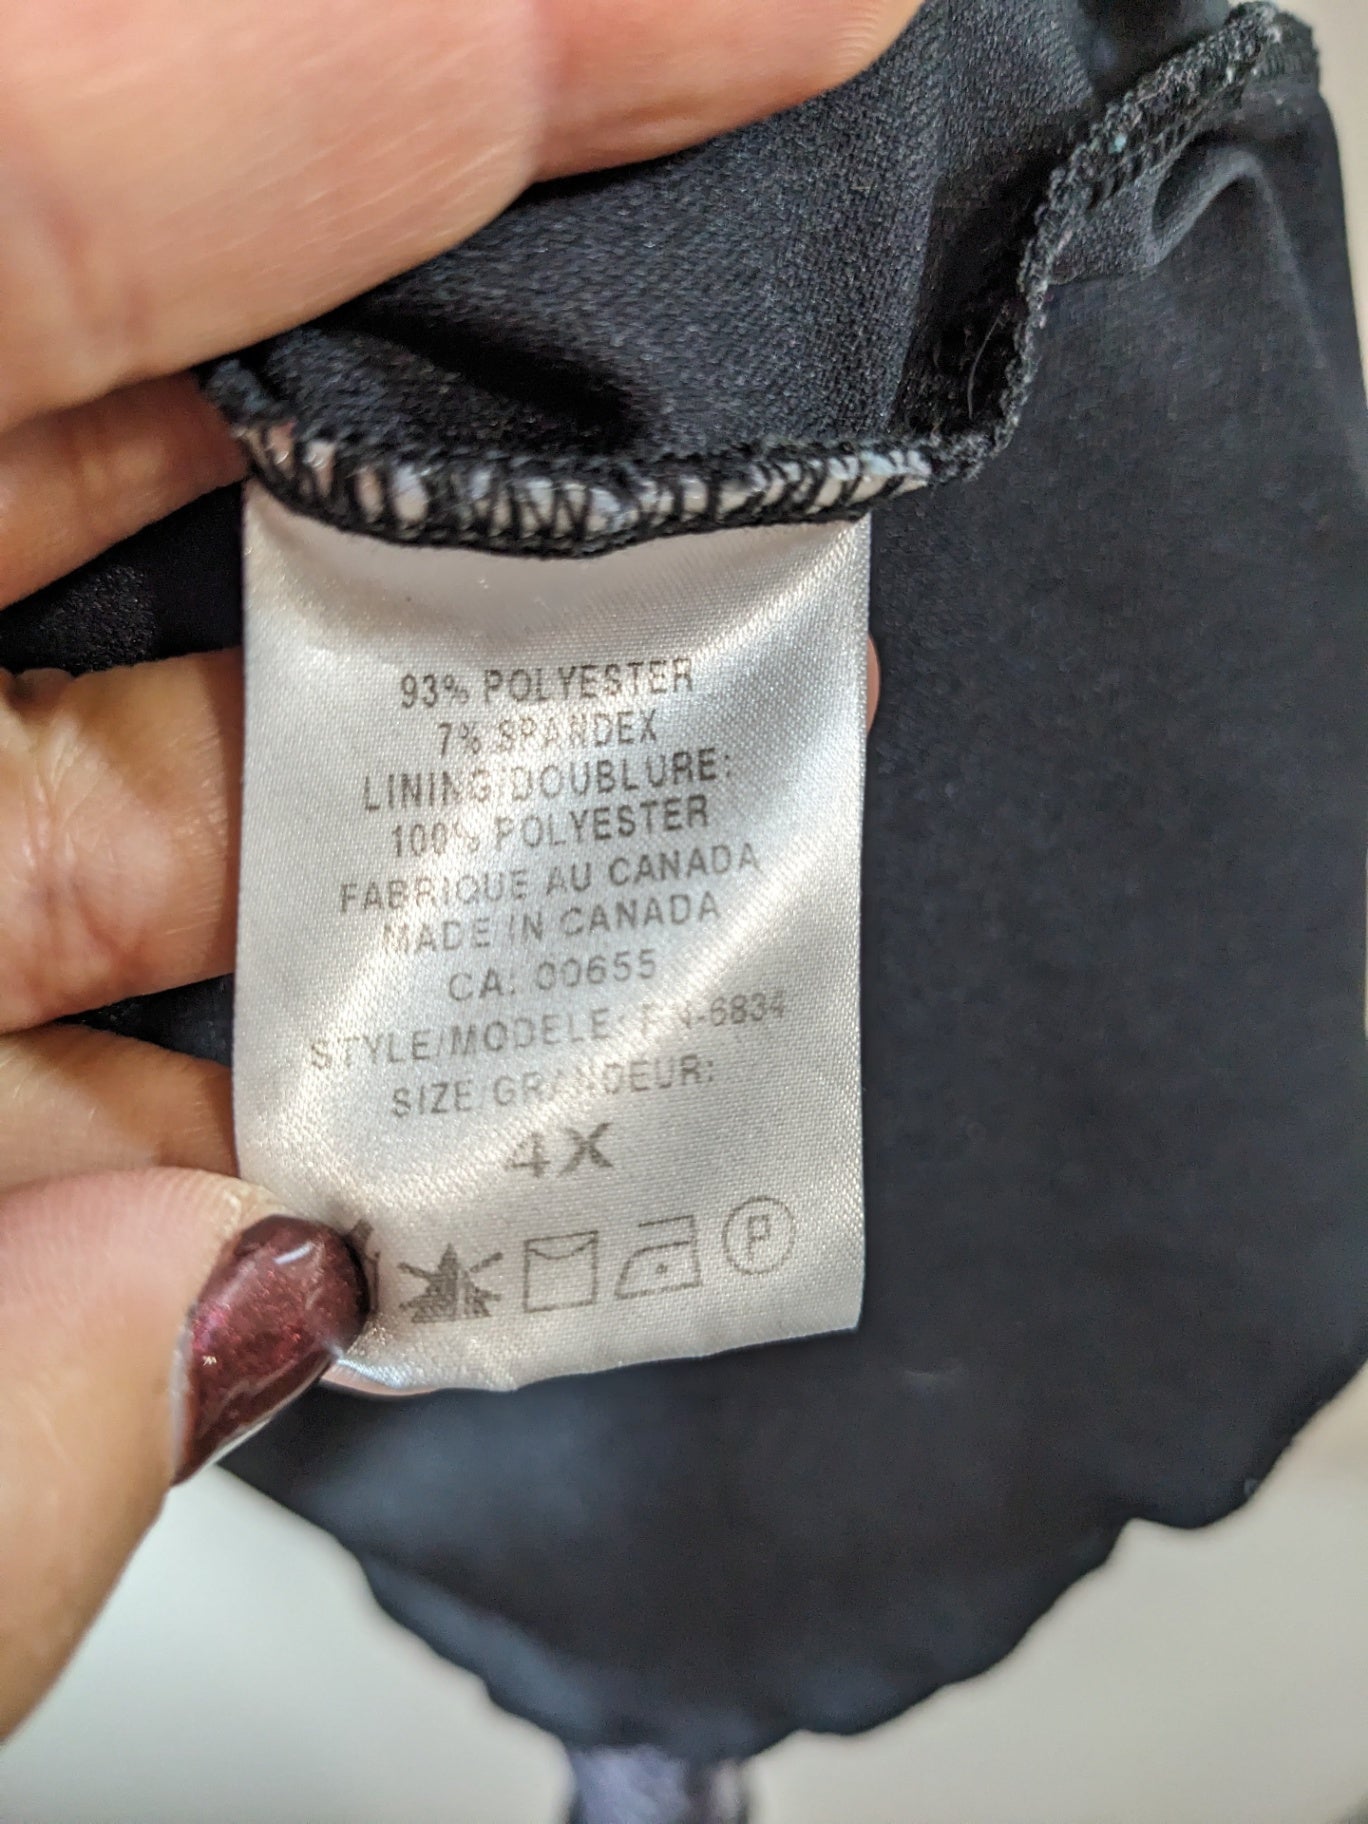 93% POLYESTER
7% SPANDEX
LINING/DOUBLURE:
100% POLYESTER
FABRIQUE AU CANADA
MADE IN CANADA
CA: 00655
STYLE/MODELE:
SIZE/GRANDEUR:
4X
P